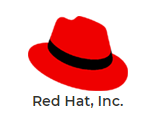 Red Hat, Inc.